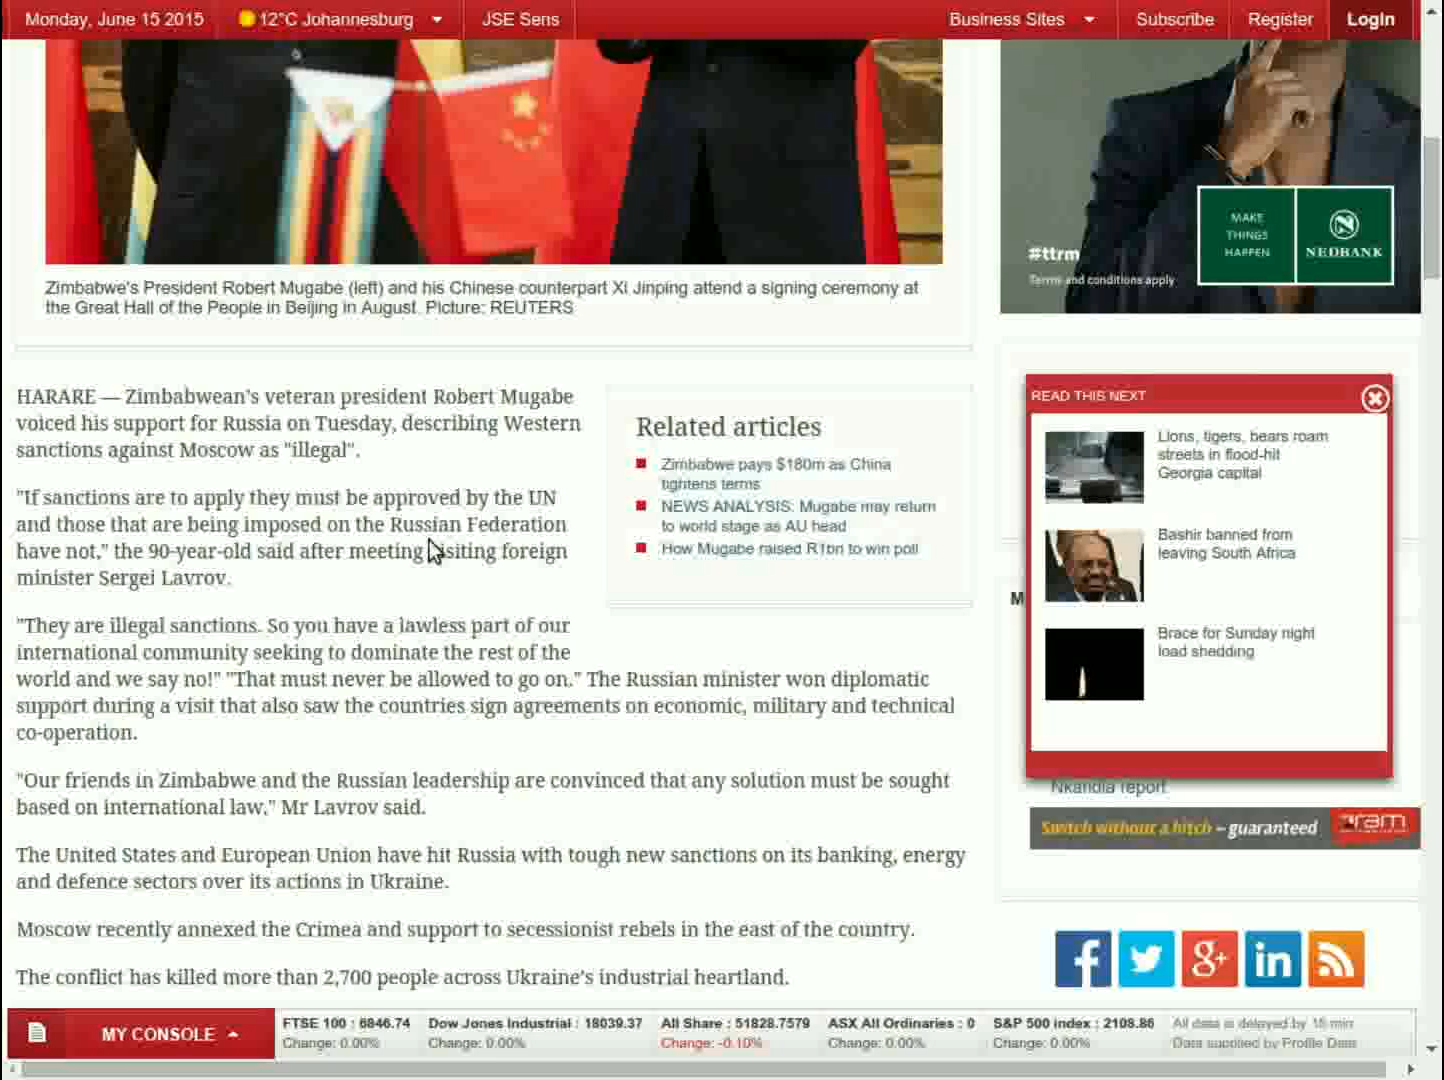 Monday, June 15 2015
12°C Johannesburg
JSE Sens
Business Sites
Subscribe
Register
Login
#ttrm
Terms and conditions apply
MAKE
THINGS
HAPPEN
NEDBANK
Zimbabwe's President Robert Mugabe (left) and his Chinese counterpart Xi Jinping attend a signing ceremony at
the Great Hall of the People in Beijing in August. Picture: REUTERS
HARARE — Zimbabwean's veteran president Robert Mugabe
voiced his support for Russia on Tuesday, describing Western
sanctions against Moscow as "illegal".
"If sanctions are to apply they must be approved by the UN
and those that are being imposed on the Russian Federation
have not," the 90-year-old said after meeting visiting foreign
minister Sergei Lavrov.
"They are illegal sanctions. So you have a lawless part of our
international community seeking to dominate the rest of the
world and we say no!" "That must never be allowed to go on." The Russian minister won diplomatic
support during a visit that also saw the countries sign agreements on economic, military and technical
co-operation.
"Our friends in Zimbabwe and the Russian leadership are convinced that any solution must be sought
based on international law," Mr Lavrov said.
The United States and European Union have hit Russia with tough new sanctions on its banking, energy
and defence sectors over its actions in Ukraine.
Moscow recently annexed the Crimea and support to secessionist rebels in the east of the country.
The conflict has killed more than 2,700 people across Ukraine's industrial heartland.
Related articles
Zimbabwe pays $180m as China
tightens terms
NEWS ANALYSIS: Mugabe may return
to world stage as AU head
How Mugabe raised R1bn to win poll
READ THIS NEXT
Lions, tigers, bears roam
streets in flood-hit
Georgia capital
Bashir banned from
leaving South Africa
Brace for Sunday night
load shedding
M
Nkandla report
Switch without a hitch – guaranteed
MY CONSOLE
FTSE 100 : 6846.74
Change: 0.00%
Dow Jones Industrial : 18039.37
Change: 0.00%
All Share : 51828.7579
Change: -0.10%
ASX All Ordinaries : 0
Change: 0.00%
S&P 500 index : 2108.86
Change: 0.00%
All data is delayed by 15 min
Data supplied by Profile Data